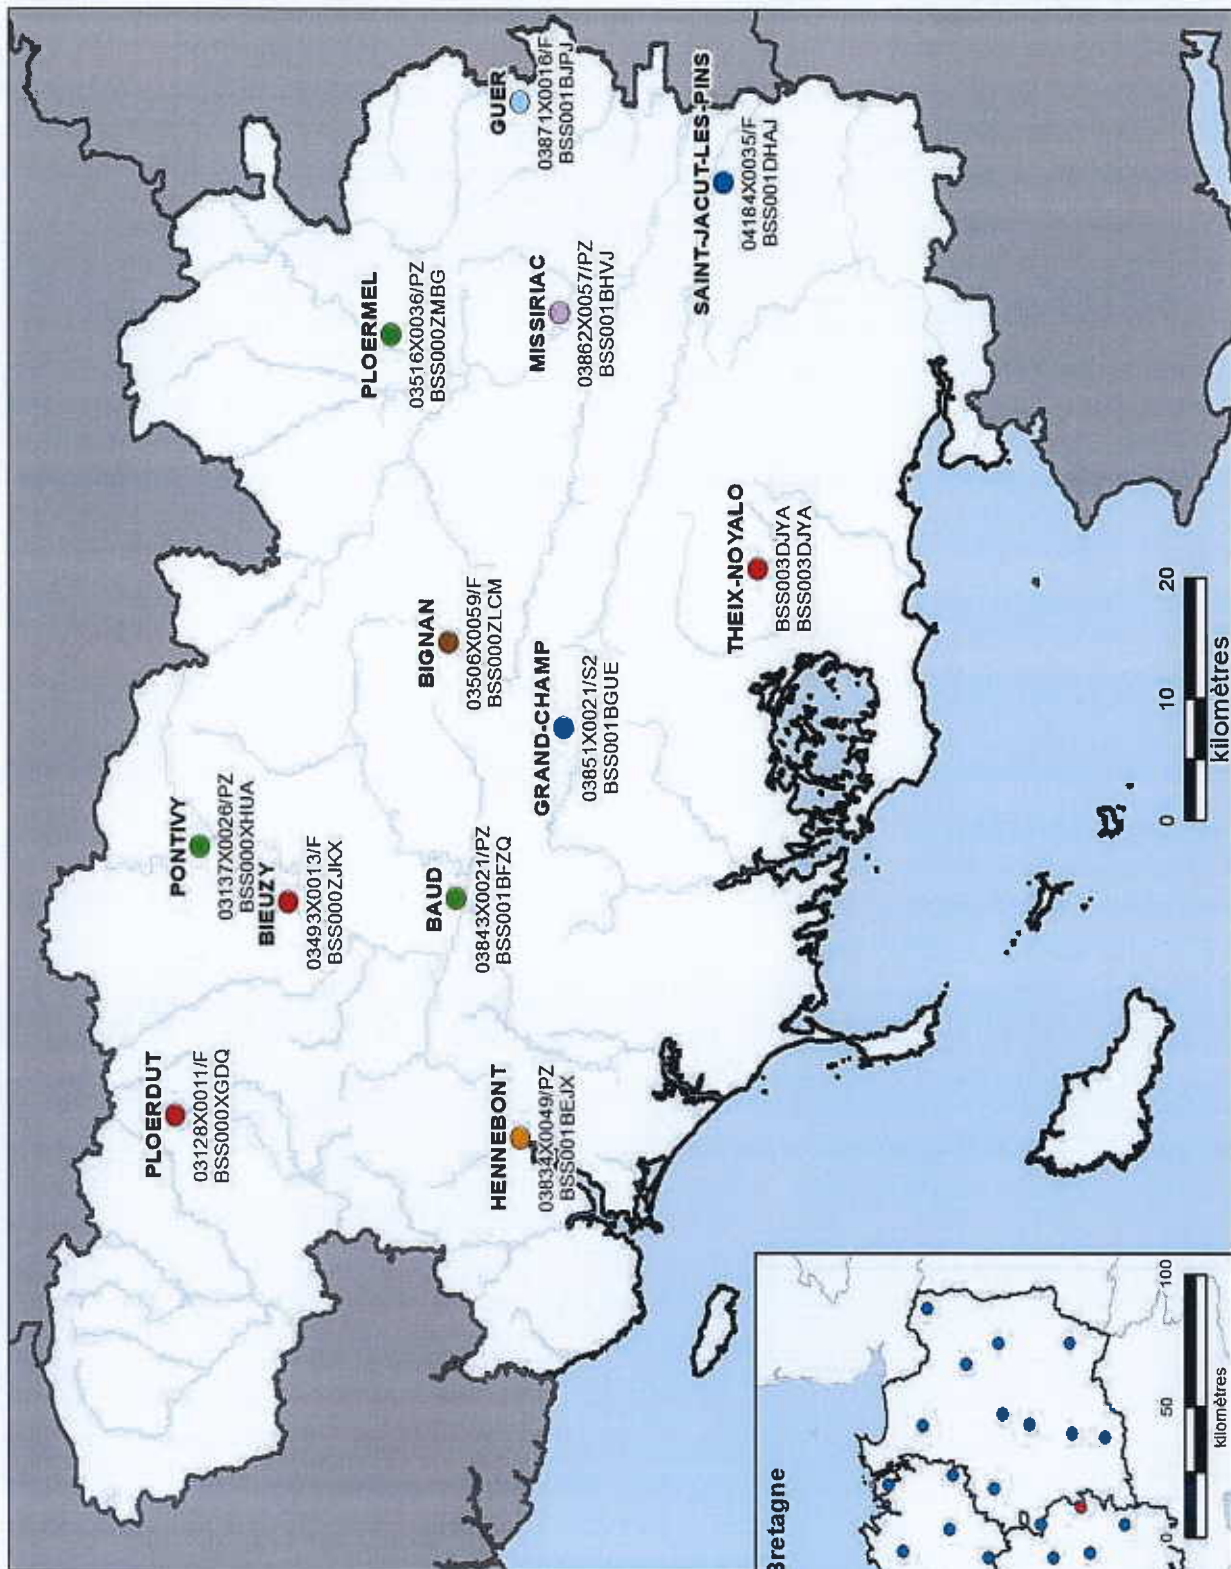 PLOERDUT
03128X0011/F
BSS000XGDQ
PONTIVY
03137X0026/PZ
BSS000XHUA
BIEUZY
03493X0013/F
BSS000ZJKX
PLOERMEL
03516X0036/PZ
BSS000ZMBG
BIGNAN
03506X0059/F
BSS000ZLCM
BAUD
03843X0021/PZ
BSS001BFZQ
GUER
03871X0016/F
BSS001BJPJ
HENNEBONT
03834X0049/PZ
BSS001BEJX
MISSIRIAC
03862X0057/PZ
BSS001BHVJ
GRAND-CHAMP
03851X0021/S2
BSS001BGUE
SAINT-JACUT-LES-PINS
04184X0035/F
BSS001DHAJ
THEIX-NOYALO
BSS003DJYA
BSS003DJYA
Bretagne
0 50 100
kilomètres
0 10 20
kilomètres